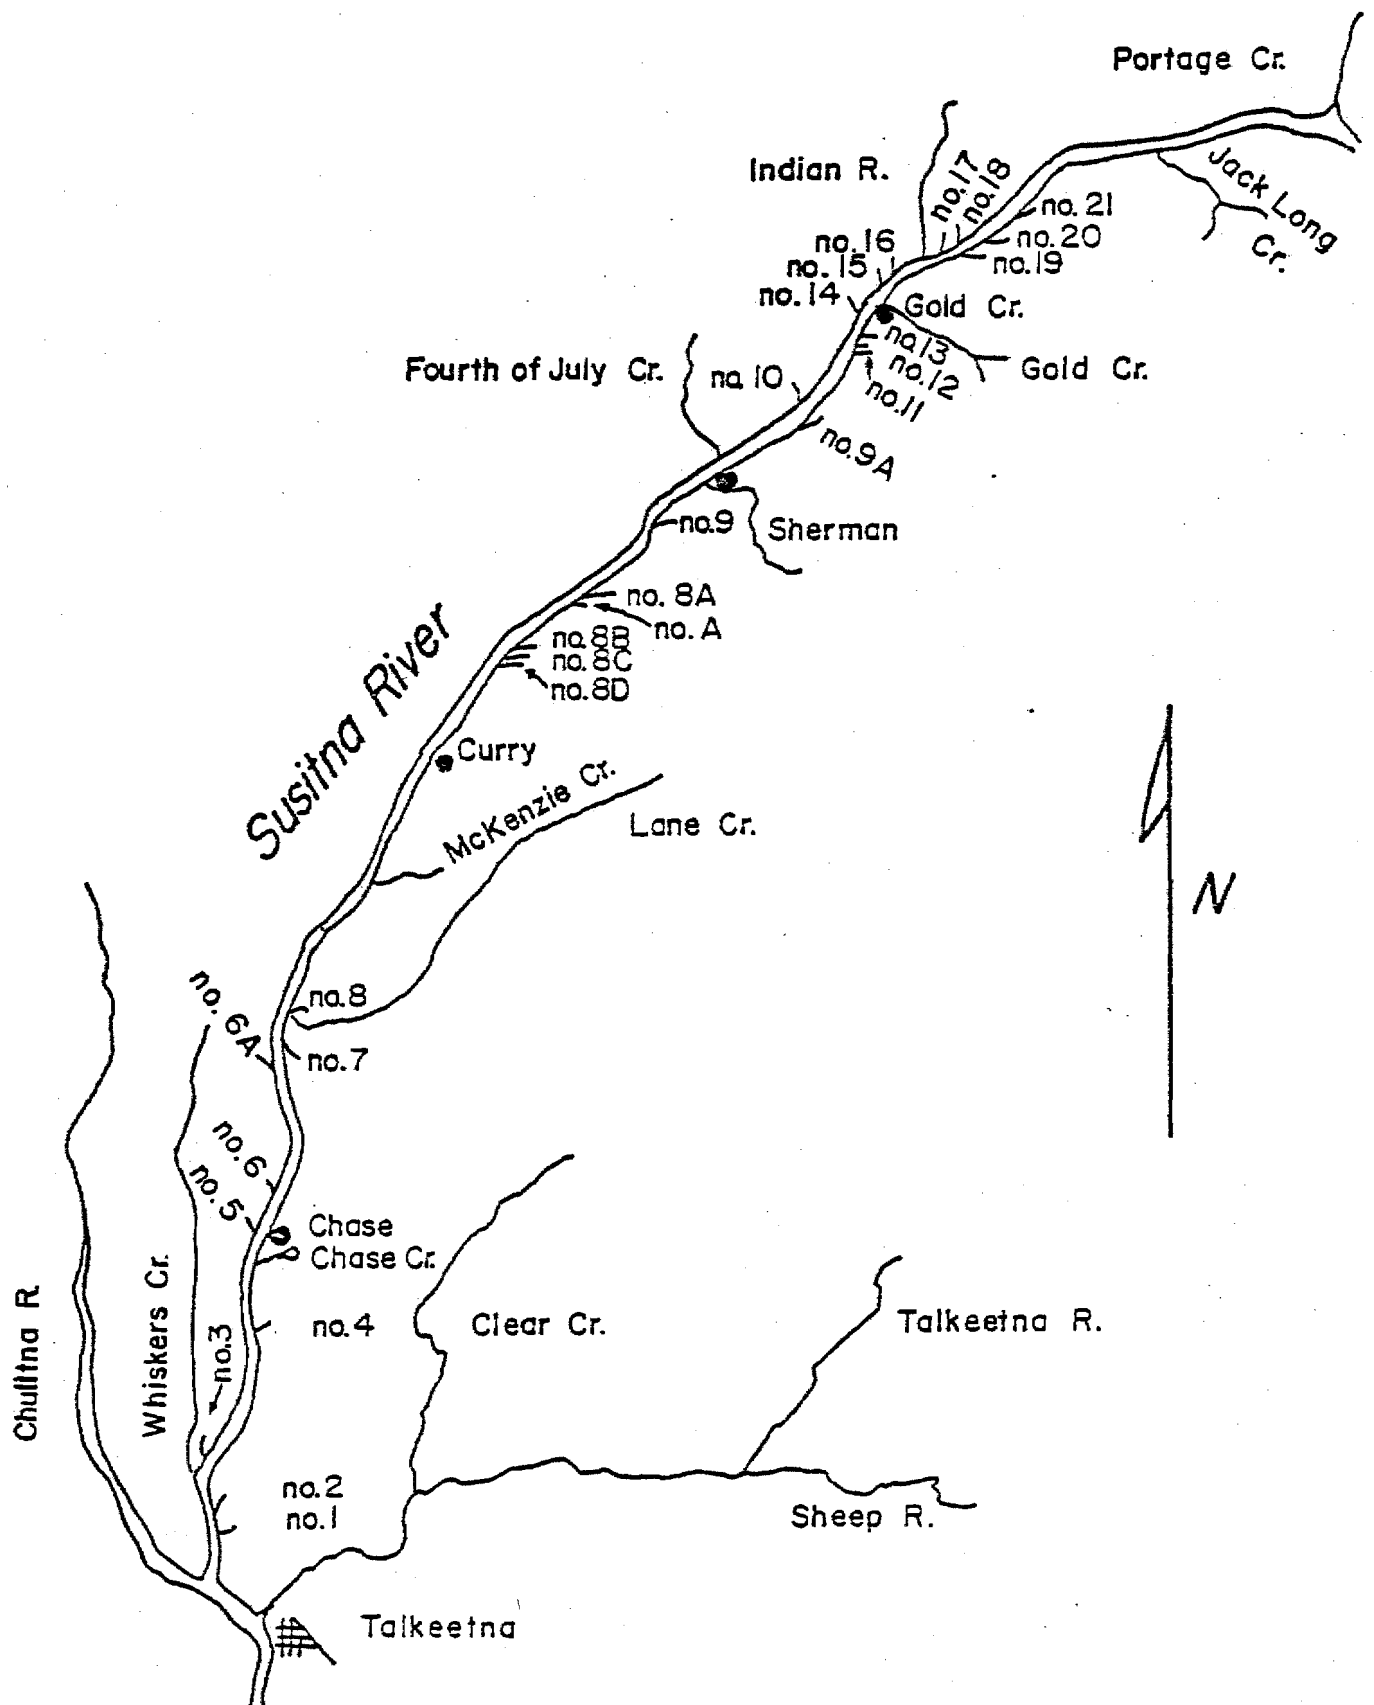 Portage Cr.
Jack Long
Cr.
Indian R.
no.17
no.18
no. 21
no. 20
no.19
no.16
no. 15
no. 14
Gold Cr.
no.13
Gold Cr.
no.12
no.11
Fourth of July Cr.
no. 10
no. 9A
no.9
Sherman
no. 8A
no. A
no. 8B
no. 8C
no. 8D
Susitna River
Curry
McKenzie Cr.
Lane Cr.
N
no. 6A
no. 8
no. 7
no. 6
no. 5
Chase
Chase Cr.
Chulitna R.
Whiskers Cr.
no.3
no. 4
Clear Cr.
Talkeetna R.
no. 2
no. 1
Sheep R.
Talkeetna